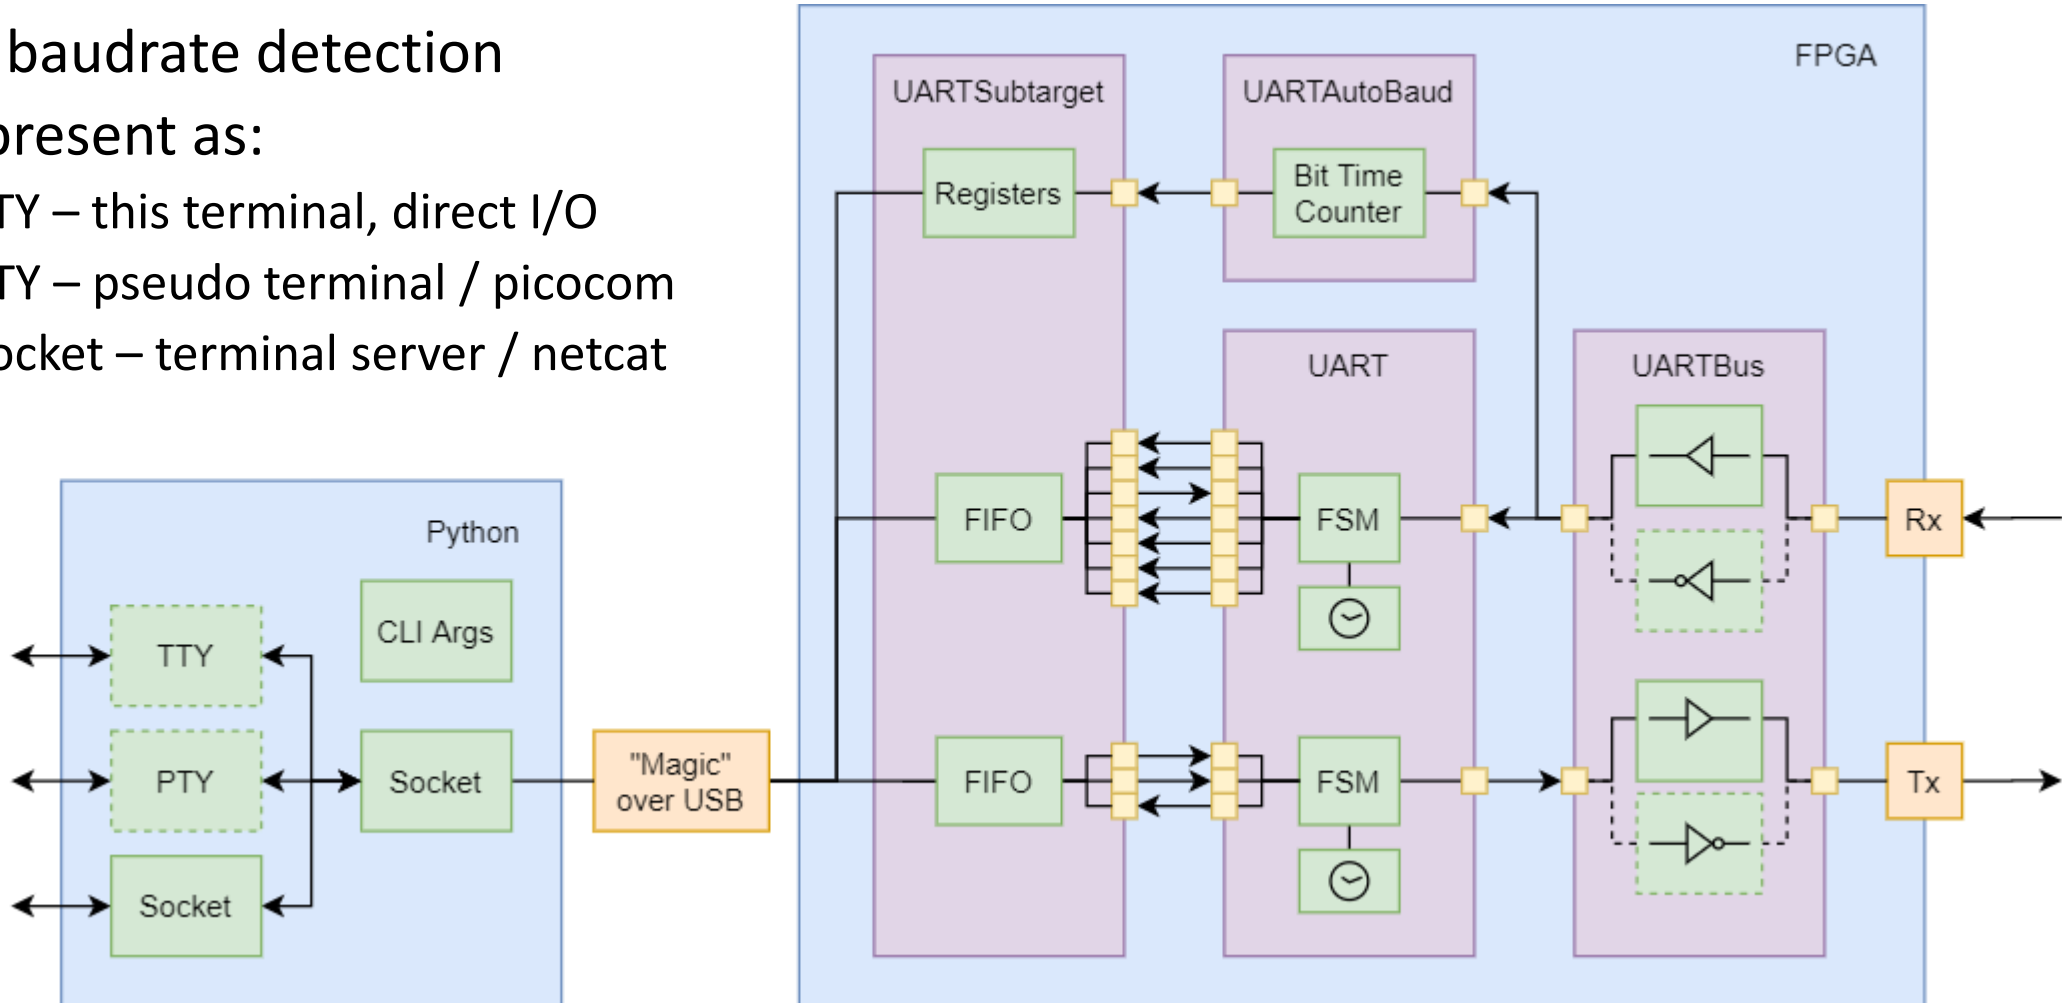 baudrate detection
present as:
TY – this terminal, direct I/O
TY – pseudo terminal / picocom
ocket – terminal server / netcat
FPGA
UARTSubtarget
UARTAutoBaud
Registers
Bit Time
Counter
UART
UARTBus
FIFO
FSM
Rx
Python
CLI Args
TTY
PTY
Socket
Socket
"Magic"
over USB
FIFO
FSM
Tx